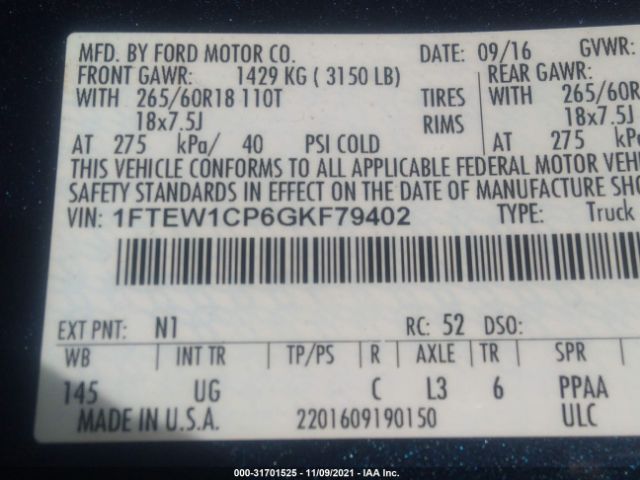 MFD. BY FORD MOTOR CO. DATE: 09/16 GVWR:
FRONT GAWR: 1429 KG ( 3150 LB) REAR GAWR:
WITH 265/60R18 110T TIRES WITH 265/60R
18x7.5J RIMS 18x7.5J
AT 275 kPa/ 40 PSI COLD AT 275 kP
THIS VEHICLE CONFORMS TO ALL APPLICABLE FEDERAL MOTOR VEH
SAFETY STANDARDS IN EFFECT ON THE DATE OF MANUFACTURE SHO
VIN: 1FTEW1CP6GKF79402 TYPE: Truck
EXT PNT: N1 RC: 52 DSO:
WB INT TR TP/PS R AXLE TR SPR
145 UG C L3 6 PPAA
MADE IN U.S.A. 2201609190150 ULC
000-31701525 - 11/09/2021 - IAA Inc.